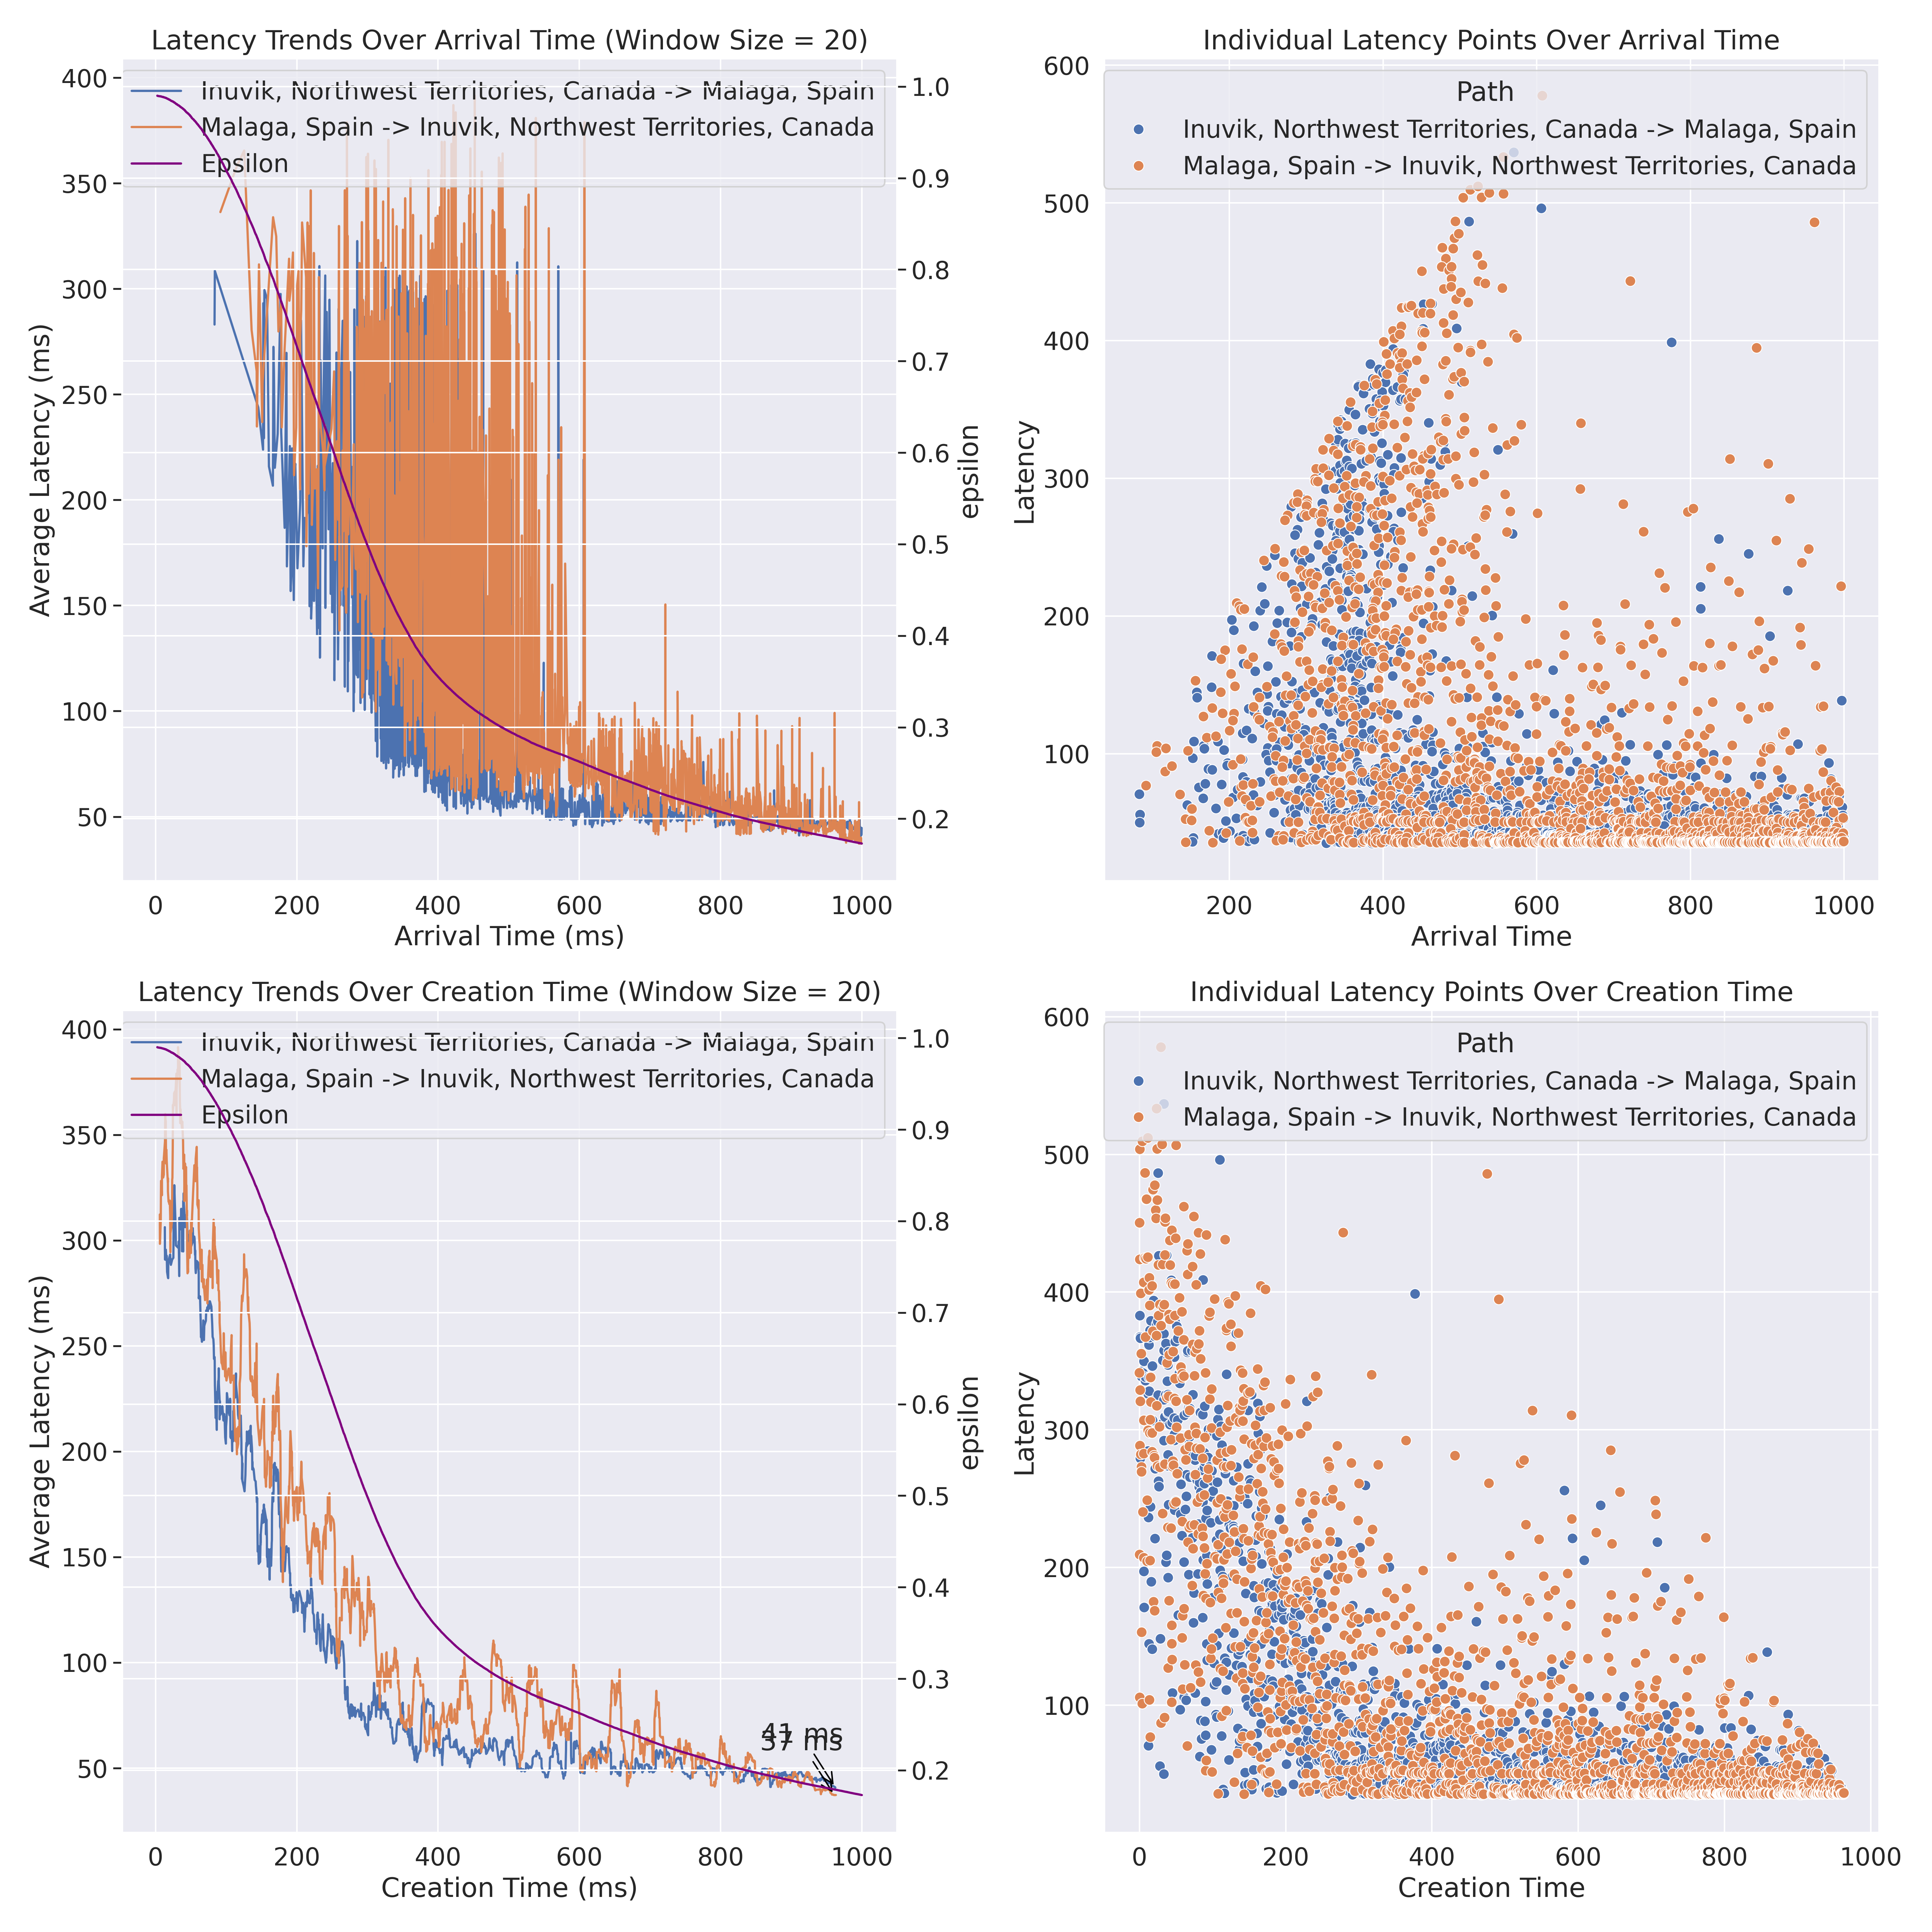 Latency Trends Over Arrival Time (Window Size = 20)
Inuvik, Northwest Territories, Canada -> Malaga, Spain
Malaga, Spain -> Inuvik, Northwest Territories, Canada
Epsilon
400
350
300
250
200
150
100
50
Average Latency (ms)
1.0
0.9
0.8
0.7
0.6
0.5
0.4
0.3
0.2
epsilon
0 200 400 600 800 1000
Arrival Time (ms)
Individual Latency Points Over Arrival Time
Path
Inuvik, Northwest Territories, Canada -> Malaga, Spain
Malaga, Spain -> Inuvik, Northwest Territories, Canada
600
500
400
300
200
100
Latency
200 400 600 800 1000
Arrival Time
Latency Trends Over Creation Time (Window Size = 20)
Inuvik, Northwest Territories, Canada -> Malaga, Spain
Malaga, Spain -> Inuvik, Northwest Territories, Canada
Epsilon
400
350
300
250
200
150
100
50
Average Latency (ms)
1.0
0.9
0.8
0.7
0.6
0.5
0.4
0.3
0.2
epsilon
41 ms
37 ms
0 200 400 600 800 1000
Creation Time (ms)
Individual Latency Points Over Creation Time
Path
Inuvik, Northwest Territories, Canada -> Malaga, Spain
Malaga, Spain -> Inuvik, Northwest Territories, Canada
600
500
400
300
200
100
Latency
0 200 400 600 800 1000
Creation Time